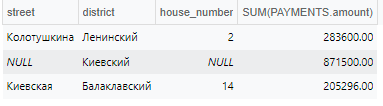 street district house_number SUM(PAYMENTS.amount)
Колотушкина Ленинский 2 283600.00
NULL Киевский NULL 871500.00
Киевская Балаклавский 14 205296.00